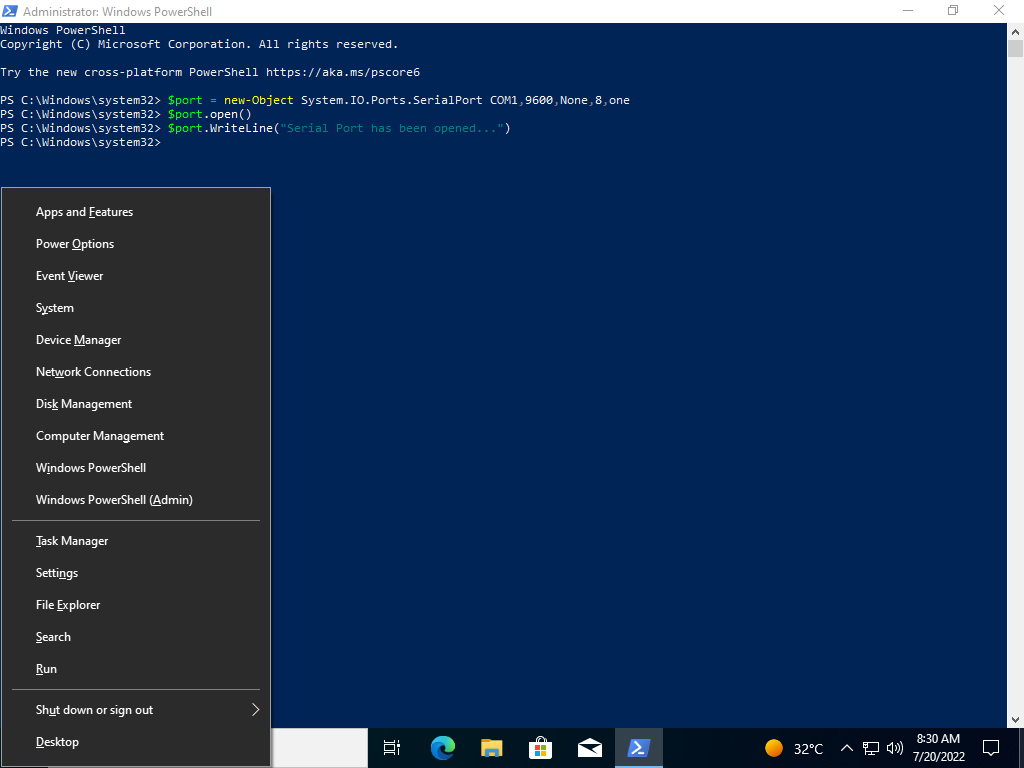 Administrator: Windows PowerShell
Windows PowerShell
Copyright (C) Microsoft Corporation. All rights reserved.
Try the new cross-platform PowerShell https://aka.ms/pscore6
PS C:\Windows\system32> $port = new-Object System.IO.Ports.SerialPort COM1,9600,None,8,one
PS C:\Windows\system32> $port.open()
PS C:\Windows\system32> $port.WriteLine("Serial Port has been opened...")
PS C:\Windows\system32>
Apps and Features
Power Options
Event Viewer
System
Device Manager
Network Connections
Disk Management
Computer Management
Windows PowerShell
Windows PowerShell (Admin)
Task Manager
Settings
File Explorer
Search
Run
Shut down or sign out
Desktop
32°C
8:30 AM
7/20/2022